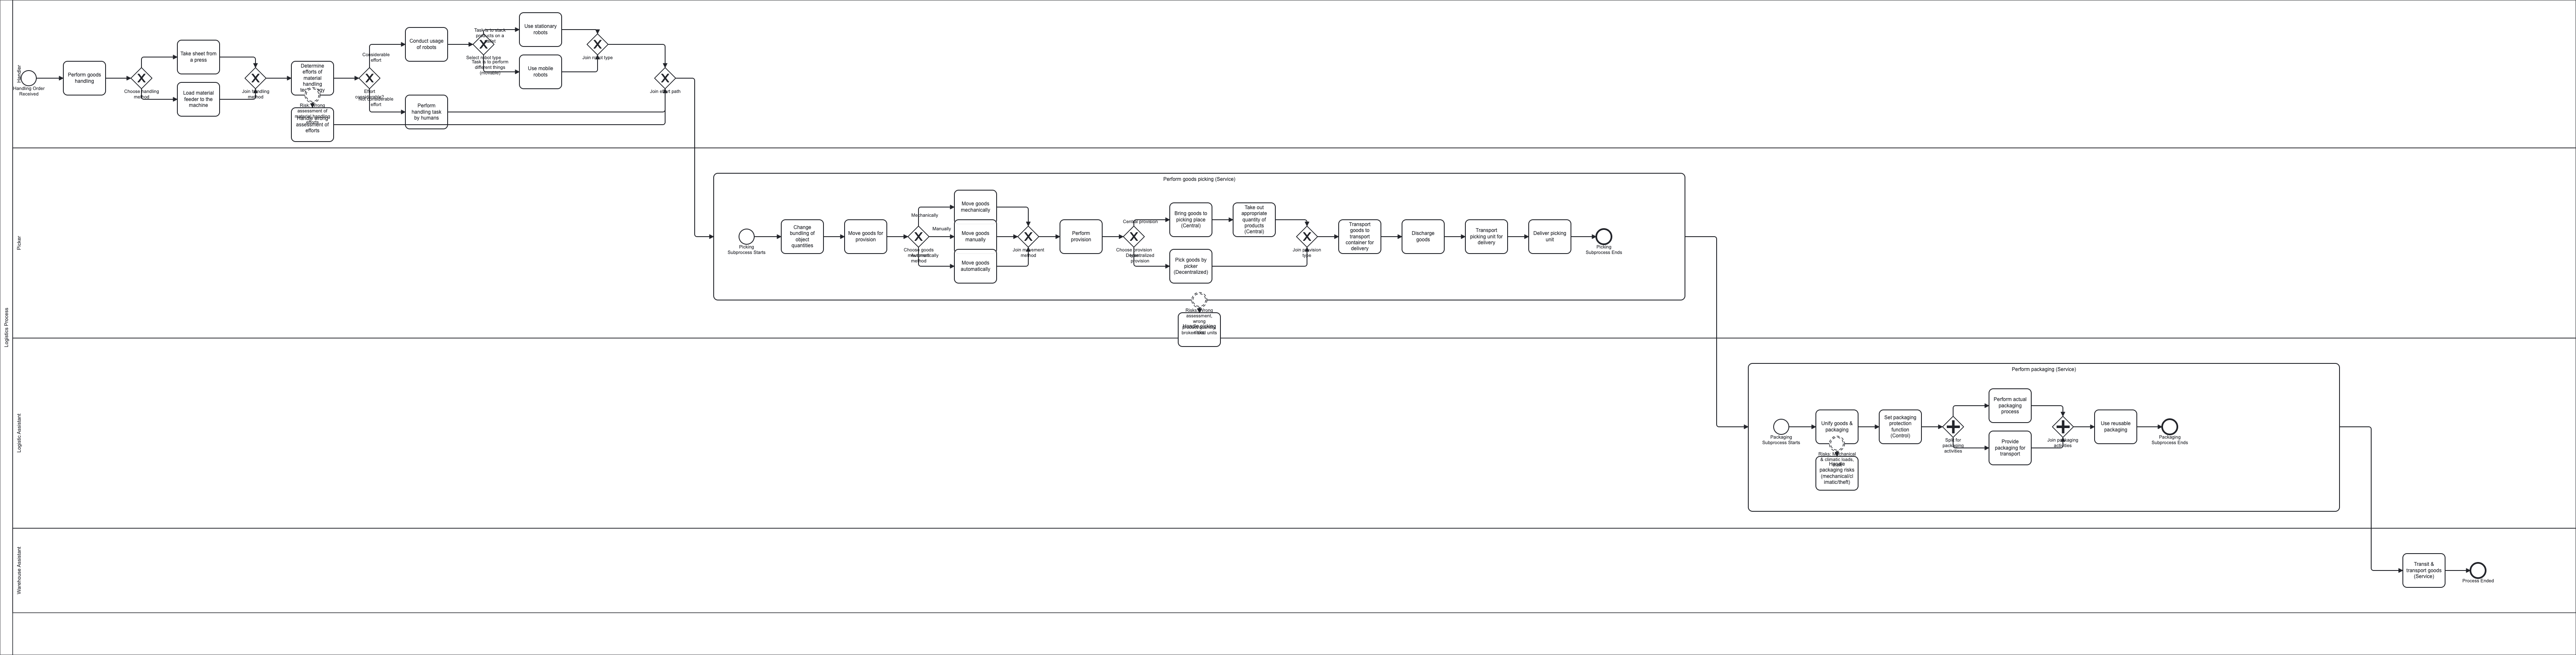 Logistics Process
Handler
Handling Order
Received
Perform goods
handling
Choose handling
method
Take sheet from
a press
Load material
feeder to the
machine
Join handling
method
Determine
efforts of
material
handling
Risk: Wrong
assessment of
material handling
efforts
Handle wrong
assessment of
efforts
Considerable
effort
Effort
considerable?
Not considerable
effort
Conduct usage
of robots
Perform
handling task
by humans
Task is to stack
products on a
Select robot type
Task is to perform
different things
(movable)
Use stationary
robots
Use mobile
robots
Join robot type
Join effort path
Picker
Perform goods picking (Service)
Picking
Subprocess Starts
Change
bundling of
object
quantities
Move goods for
provision
Mechanically
Manually
Choose goods
Automatically
method
Move goods
mechanically
Move goods
manually
Move goods
automatically
Join movement
method
Perform
provision
Central provision
Choose provision
Decentralized
provision
Bring goods to
picking place
(Central)
Take out
appropriate
quantity of
products
(Central)
Pick goods by
picker
(Decentralized)
Join provision
type
Transport
goods to
transport
container for
delivery
Discharge
goods
Transport
picking unit for
delivery
Deliver picking
unit
Picking
Subprocess Ends
Risks: Wrong
assessment,
wrong
Handle picking
risks
Logistic Assistant
Perform packaging (Service)
Packaging
Subprocess Starts
Unify goods &
packaging
Risks: Mechanical
& climatic loads,
Handle
packaging risks
(mechanical/cl
imatic/theft)
Set packaging
protection
function
(Control)
Split for
packaging
activities
Perform actual
packaging
process
Provide
packaging for
transport
Join packaging
activities
Use reusable
packaging
Packaging
Subprocess Ends
Warehouse Assistant
Transit &
transport goods
(Service)
Process Ended